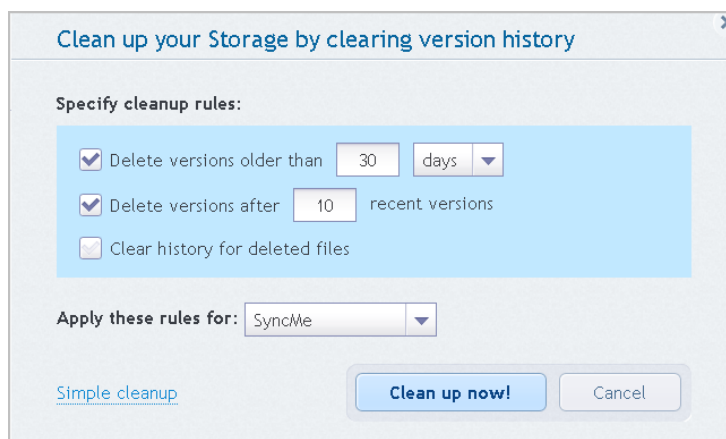 Clean up your Storage by clearing version history
Specify cleanup rules:
Delete versions older than 30 days
Delete versions after 10 recent versions
Clear history for deleted files
Apply these rules for: SyncMe
Simple cleanup Clean up now! Cancel